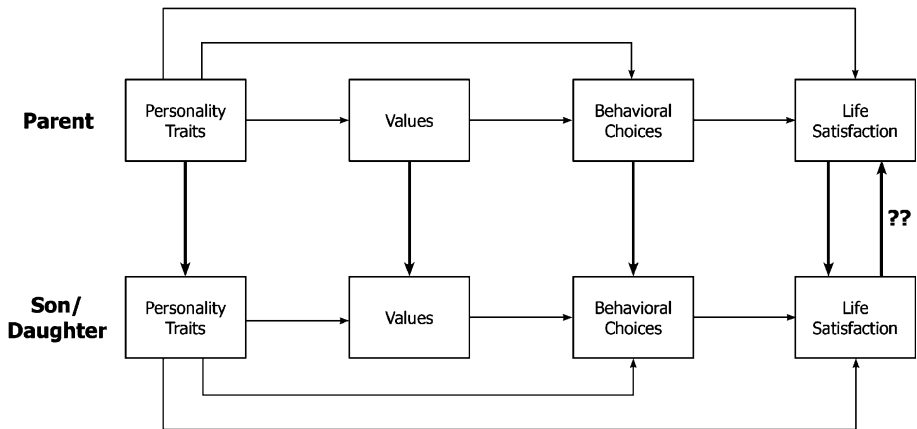 Parent
Personality
Traits
Values
Behavioral
Choices
Life
Satisfaction
??
Son/
Daughter
Personality
Traits
Values
Behavioral
Choices
Life
Satisfaction